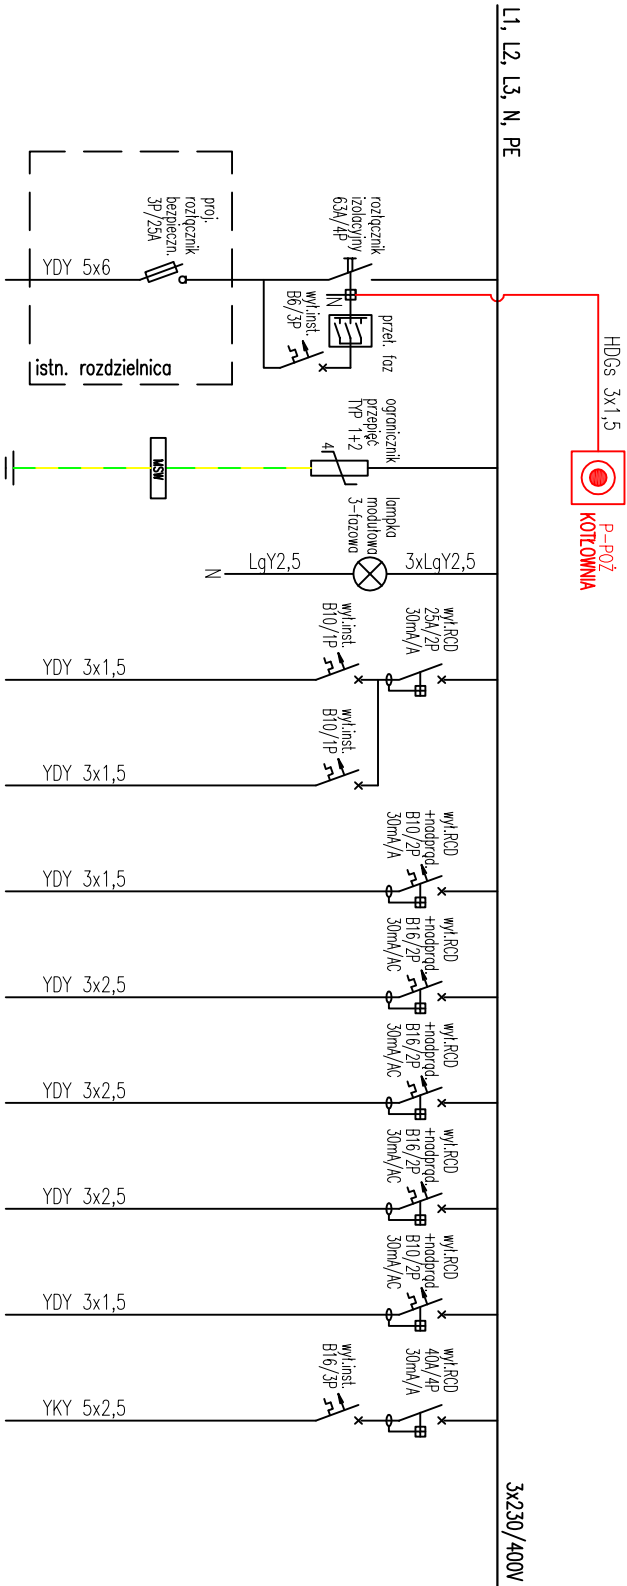 L1, L2, L3, N, PE
HDGs 3x1,5
P-POŻ
KOTŁOWNIA
proj.
rozłącznik
bezpieczn.
3P/25A
YDY 5x6
istn. rozdzielnica
rozłącznik
izolacyjny
63A/4P
N
wył.inst.
B6/3P
przeł. faz
ogranicznik
przepięć
TYP 1+2
4
MSW
lampka
modułowa
3-fazowa
N
LgY2,5
3xLgY2,5
wył.RCD
25A/2P
30mA/A
wył.inst.
B10/1P
YDY 3x1,5
wył.inst.
B10/1P
YDY 3x1,5
wył.RCD
+nadprąd.
B10/2P
30mA/A
YDY 3x1,5
wył.RCD
+nadprąd.
B16/2P
30mA/AC
YDY 3x2,5
wył.RCD
+nadprąd.
B16/2P
30mA/AC
YDY 3x2,5
wył.RCD
+nadprąd.
B16/2P
30mA/AC
YDY 3x2,5
wył.RCD
+nadprąd.
B10/2P
30mA/AC
YDY 3x1,5
wył.RCD
40A/4P
30mA/A
wył.inst.
B16/3P
YKY 5x2,5
3x230/400V